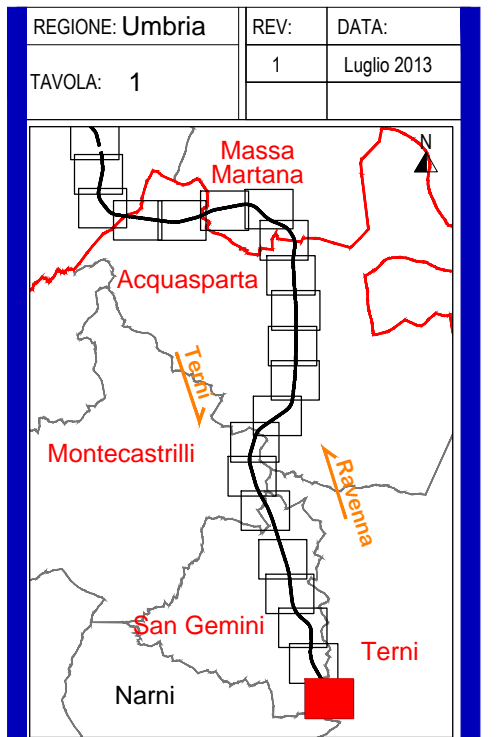 REGIONE: Umbria
REV:
DATA:
TAVOLA: 1
1
Luglio 2013
N
Massa
Martana
Acquasparta
Terni
Montecastrilli
Ravenna
San Gemini
Terni
Narni